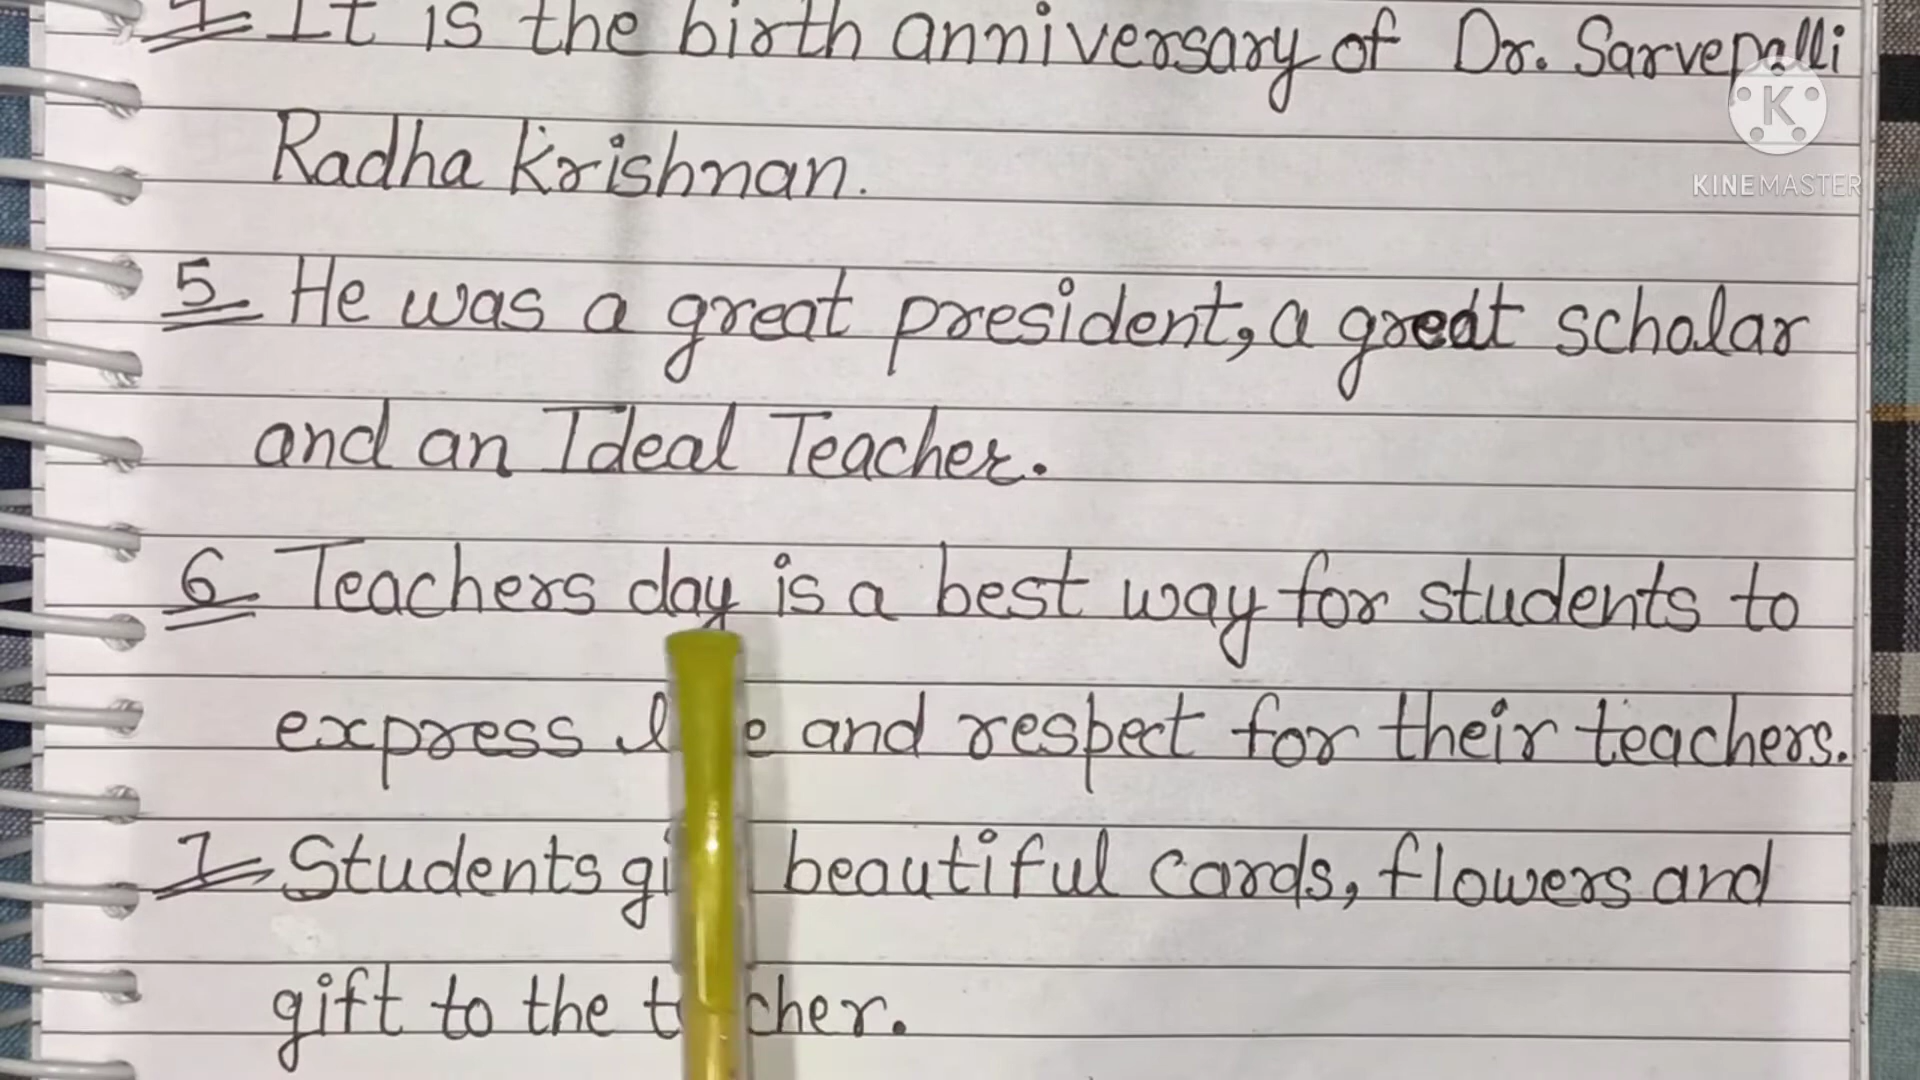 It is the birth anniversary of Dr. Sarvepalli
Radha Krishnan.
5 He was a great president, a great scholar
and an Ideal Teacher.
6 Teachers day is a best way for students to
express and respect for their teachers.
7 Students beautiful cards, flowers and
gift to the
K
KINEMASTER